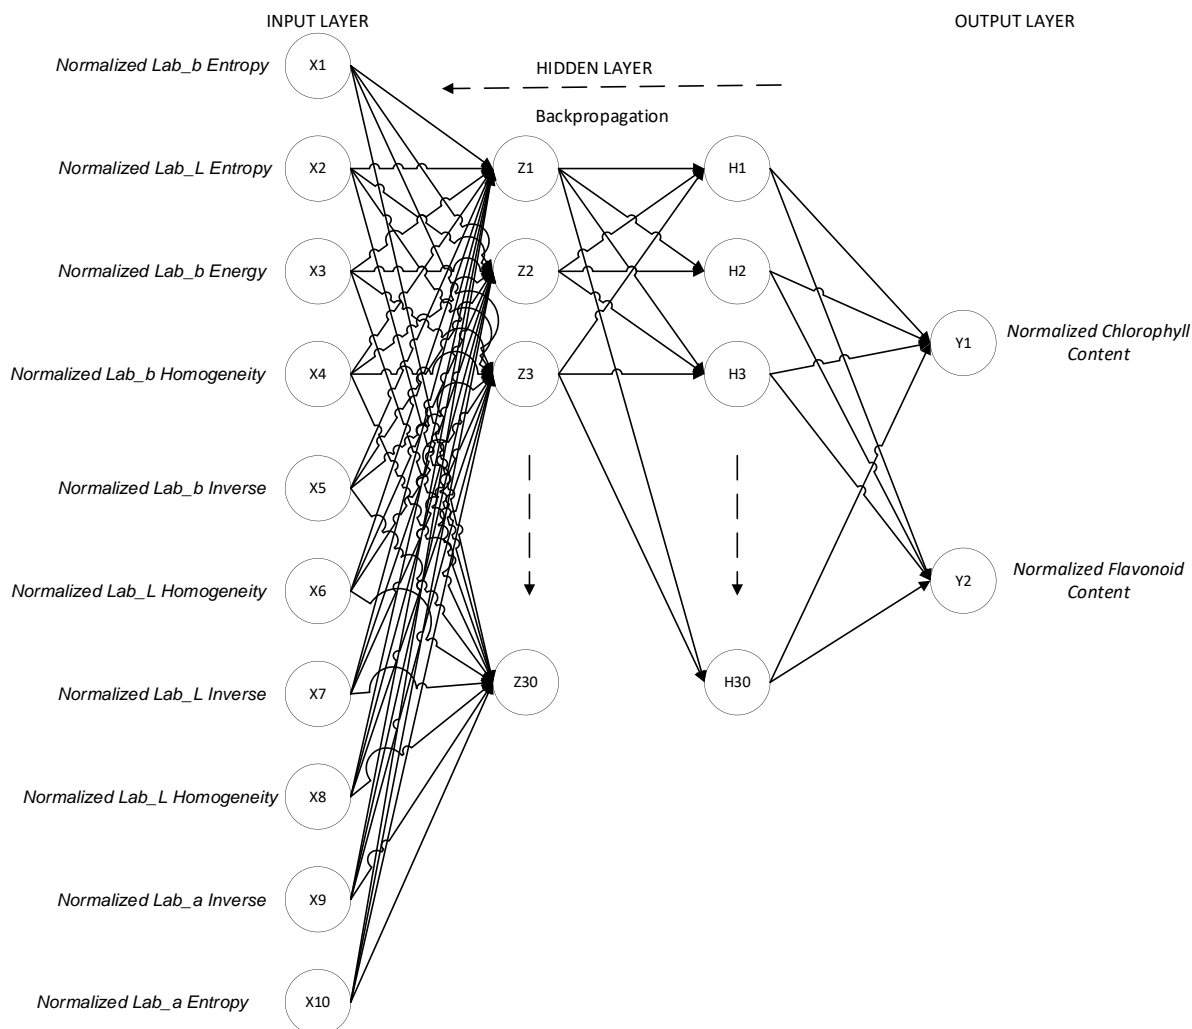 INPUT LAYER
OUTPUT LAYER
Normalized Lab_b Entropy
X1
HIDDEN LAYER
Backpropagation
Normalized Lab_L Entropy
X2
Z1
H1
Normalized Lab_b Energy
X3
Z2
H2
Normalized Chlorophyll
Content
Y1
Normalized Lab_b Homogeneity
X4
Z3
H3
Normalized Lab_b Inverse
X5
Normalized Lab_L Homogeneity
X6
Y2
Normalized Flavonoid
Content
Normalized Lab_L Inverse
X7
Z30
H30
Normalized Lab_L Homogeneity
X8
Normalized Lab_a Inverse
X9
Normalized Lab_a Entropy
X10